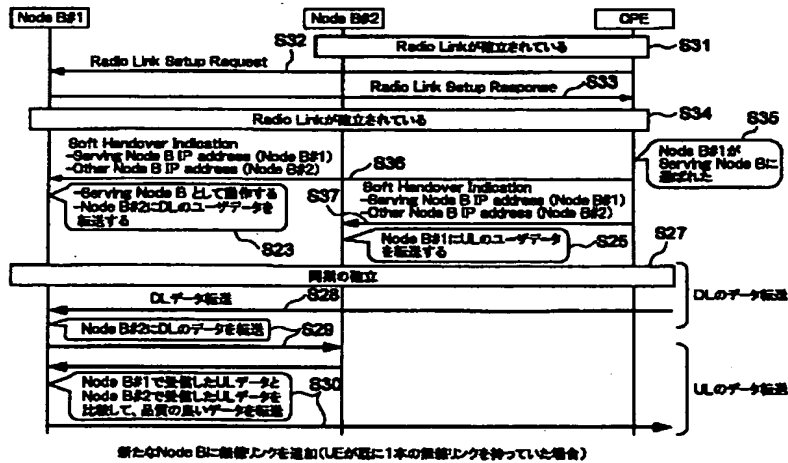 Node B#1
Node B#2
CPE
S32
Radio Linkが確立されている
S31
Radio Link Setup Request
Radio Link Setup Response
S33
Radio Linkが確立されている
S34
S35
Node B#1が
Serving Node Bに
選ばれた
Soft Handover Indication
-Serving Node B IP address (Node B#1)
-Other Node B IP address (Node B#2)
S36
-Serving Node B として動作する
-Node B#2にDLのユーザデータを
転送する
S23
Soft Handover Indication
-Serving Node B IP address (Node B#1)
-Other Node B IP address (Node B#2)
S37
Node B#1にULのユーザデータ
を転送する
S25
S27
同期の確立
DLデータ転送
S28
DLのデータ転送
Node B#2にDLのデータを転送
S29
Node B#1で受信したULデータと
Node B#2で受信したULデータを
比較して、品質の良いデータを転送
S30
ULのデータ転送
新たなNode Bに無線リンクを追加(UEが既に1本の無線リンクを持っていた場合)